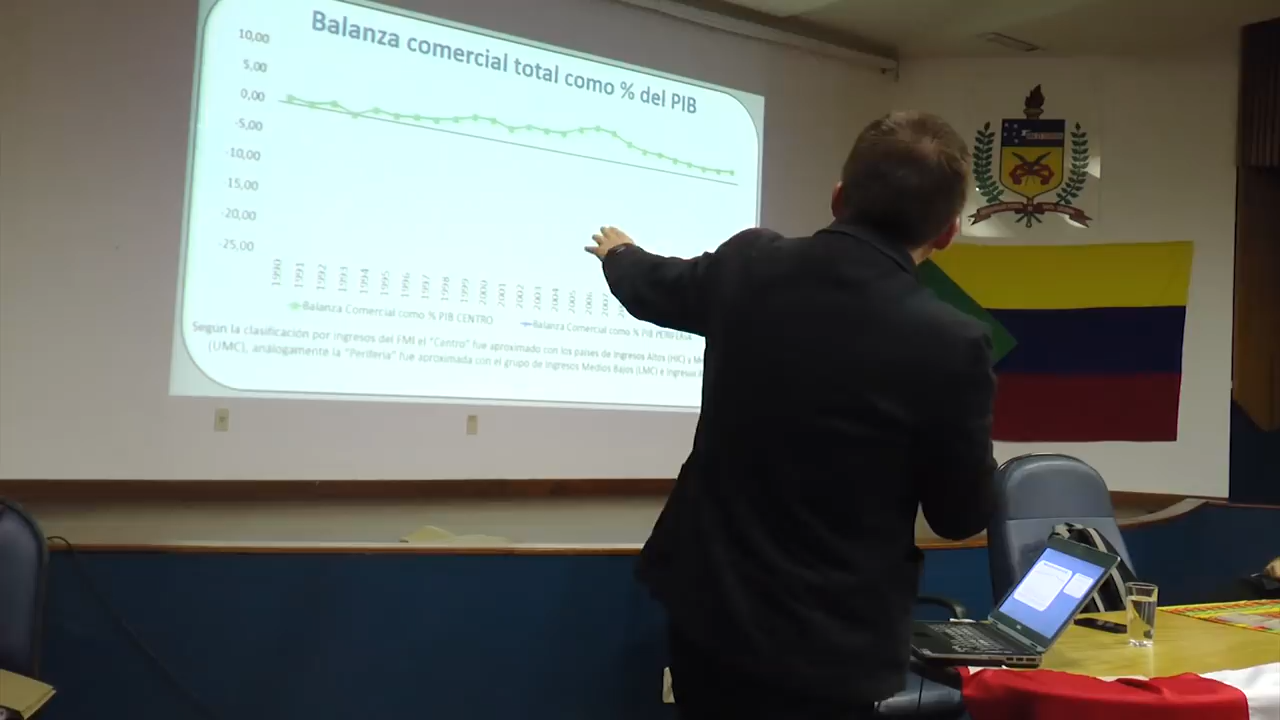 Balanza comercial total como % del PIB
10,00
5,00
0,00
-5,00
-10,00
15,00
-20,00
-25,00
1990 1991 1992 1993 1994 1995 1996 1997 1998 1999 2000 2001 2002 2003 2004 2005 2006
Balanza Comercial como % PIB CENTRO
Balanza Comercial como % PIB PERIFERIA
Según la clasificación por ingresos del FMI el "Centro" fue aproximado con los países de Ingresos Altos (HIC) y
(UMC), análogamente la "Periferia" fue aproximada con el grupo de Ingresos Medios Bajos (LMC) e Ingresos